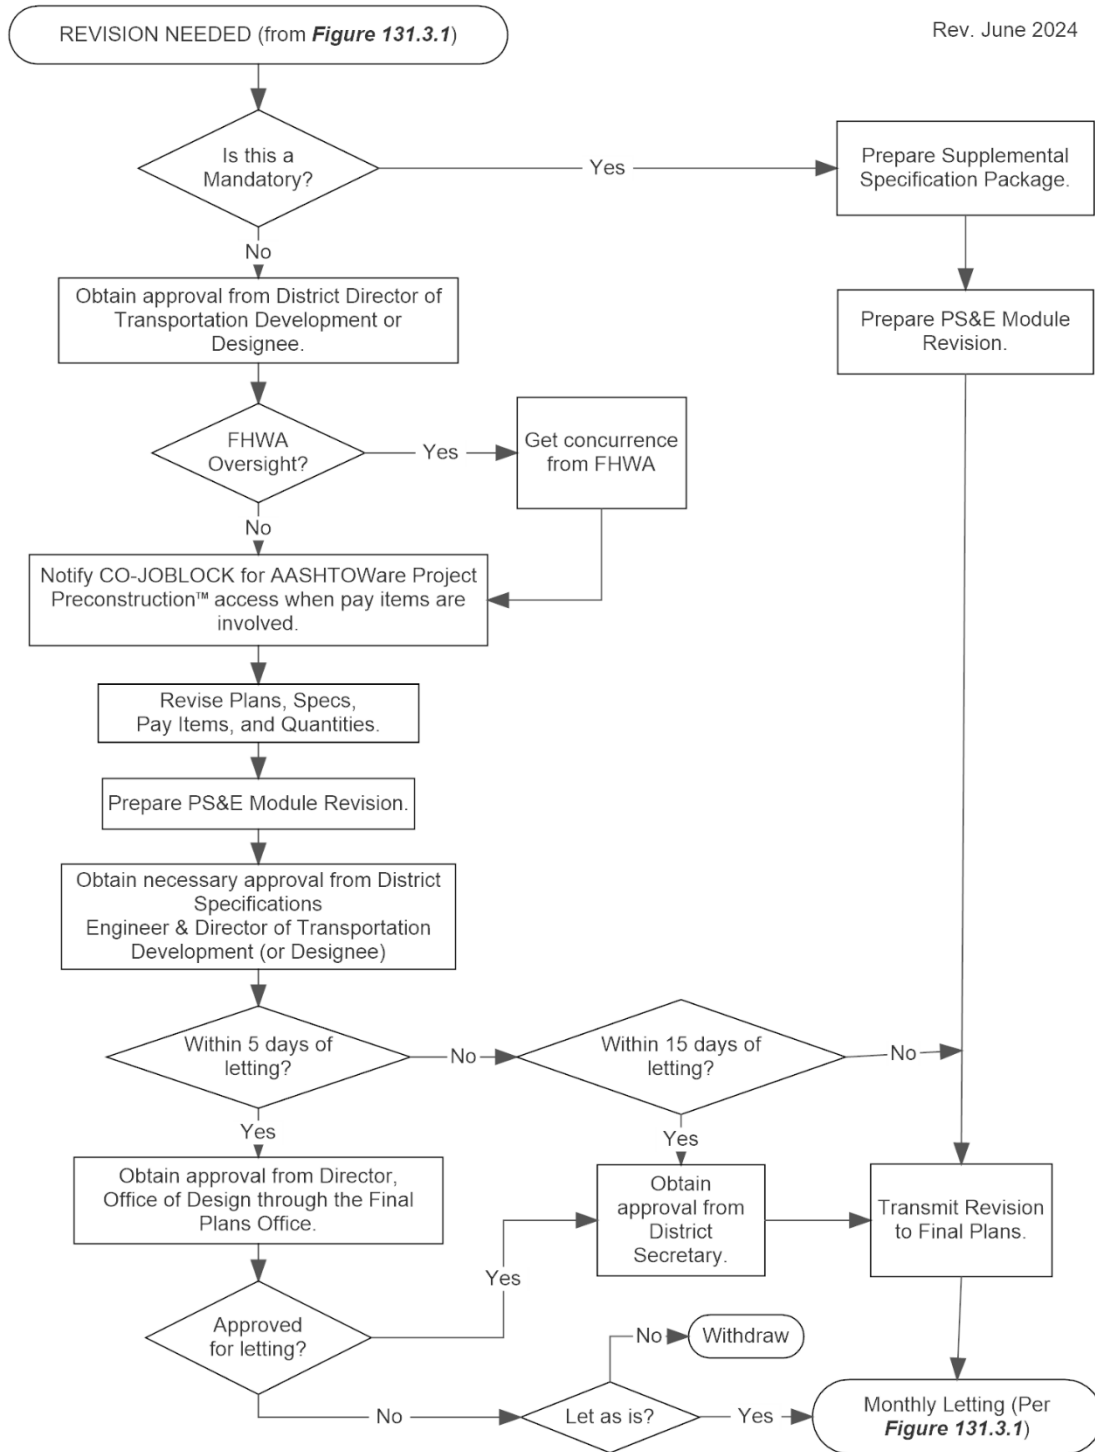 REVISION NEEDED (from Figure 131.3.1)
Rev. June 2024
Is this a
Mandatory?
Yes
Prepare Supplemental
Specification Package.
No
Obtain approval from District Director of
Transportation Development or
Designee.
Prepare PS&E Module
Revision.
FHWA
Oversight?
Yes
Get concurrence
from FHWA
No
Notify CO-JOBLOCK for AASHTOWare Project
Preconstruction™ access when pay items are
involved.
Revise Plans, Specs,
Pay Items, and Quantities.
Prepare PS&E Module Revision.
Obtain necessary approval from District
Specifications
Engineer & Director of Transportation
Development (or Designee)
Within 5 days of
letting?
No
Within 15 days of
letting?
No
Yes
Yes
Obtain approval from Director,
Office of Design through the Final
Plans Office.
Obtain
approval from
District
Secretary.
Transmit Revision
to Final Plans.
Yes
Approved
for letting?
No
Withdraw
No
Let as is?
Yes
Monthly Letting (Per
Figure 131.3.1)